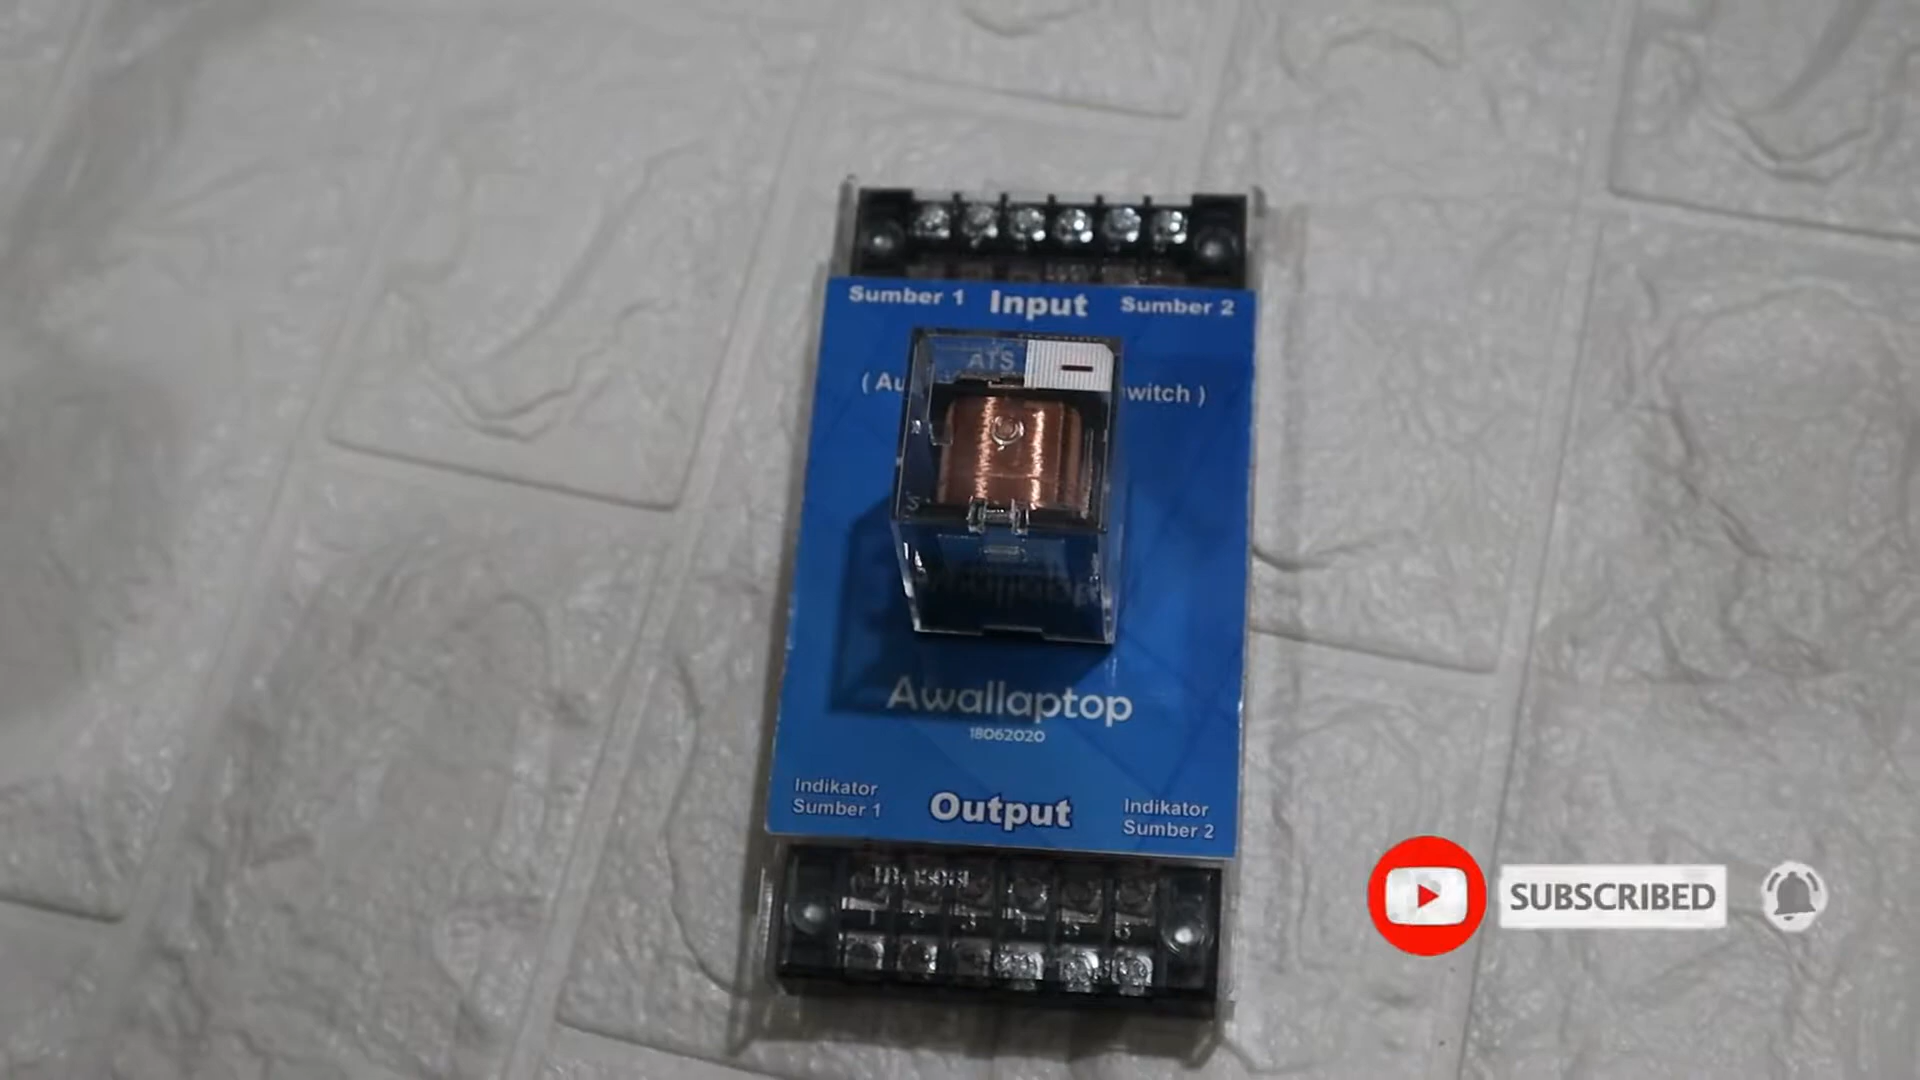 Sumber 1 Input Sumber 2
ATS
( Au witch )
Awallaptop
18062020
Indikator
Sumber 1
Output
Indikator
Sumber 2
SUBSCRIBED